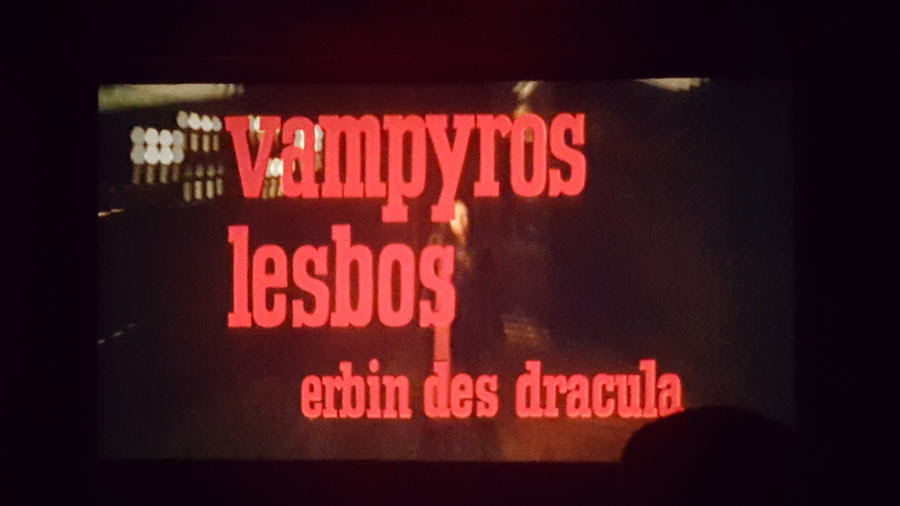 vampyros
lesbos
erbin des dracula